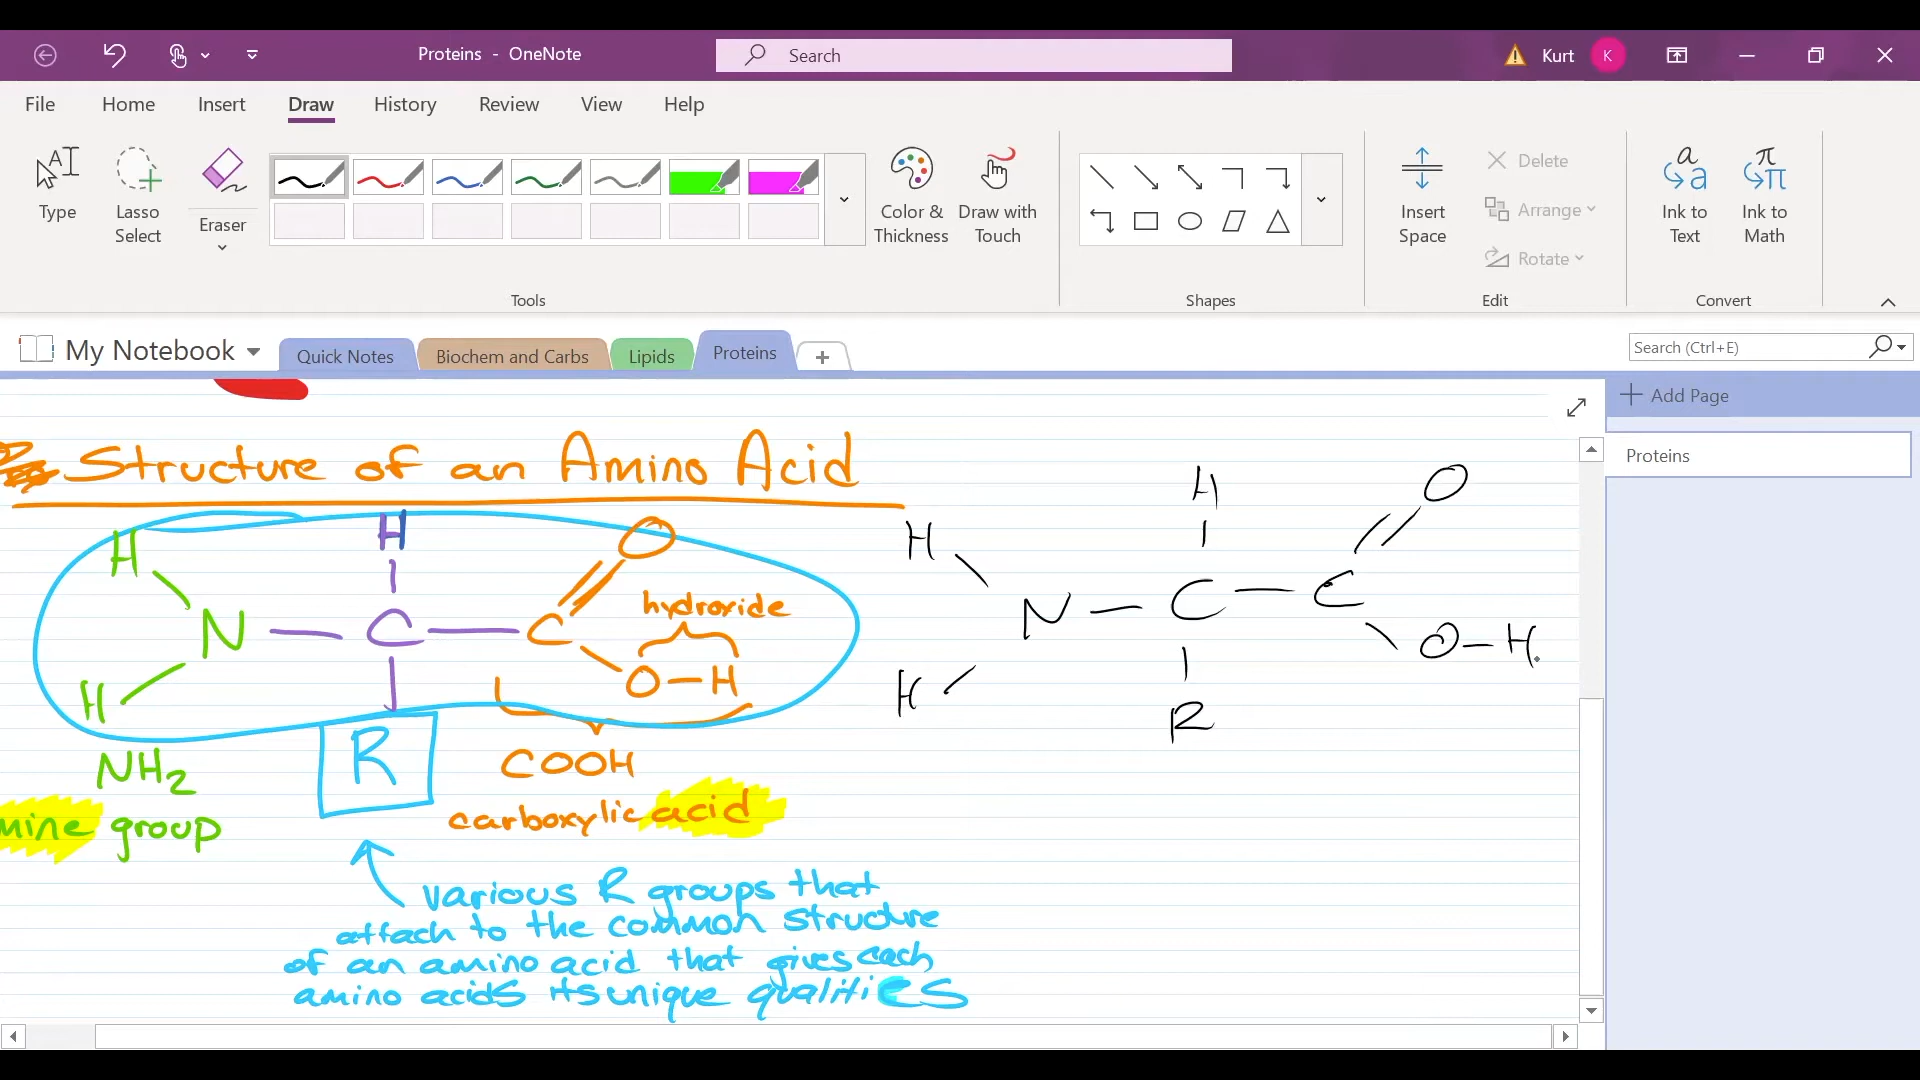 Proteins - OneNote
Search
Kurt
K
File Home Insert Draw History Review View Help
Type
Lasso Select
Eraser
Color & Thickness
Draw with Touch
Insert Space
Delete
Arrange
Rotate
Ink to Text
Ink to Math
Tools
Shapes
Edit
Convert
My Notebook
Quick Notes
Biochem and Carbs
Lipids
Proteins
Search (Ctrl+E)
Add Page
Proteins
Structure of an Amino Acid
H H O
hydroxide
N — C — C
H O—H
R
NH2
COOH
mine group
carboxylic acid
various R groups that
attach to the common structure
of an amino acid that gives each
amino acids its unique qualities
H O
H
N — C — C
O—H
H
R